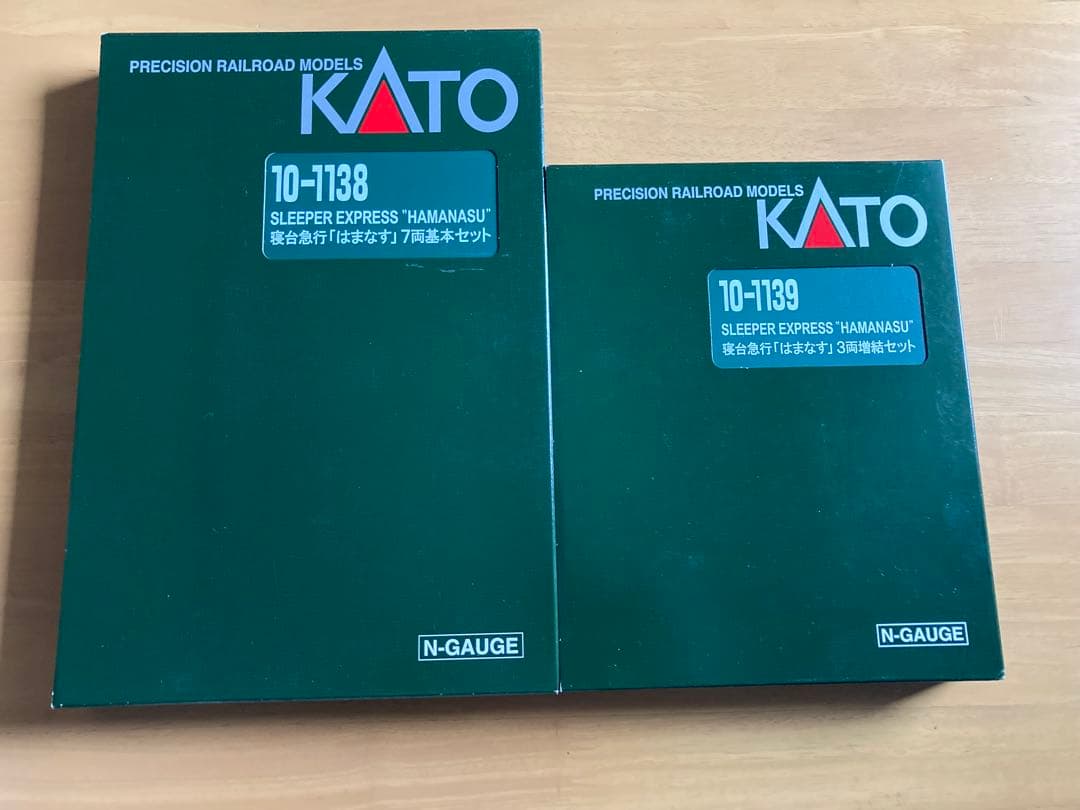 PRECISION RAILROAD MODELS
KATO
10-1138
SLEEPER EXPRESS "HAMANASU"
寝台急行「はまなす」7両基本セット
N-GAUGE
PRECISION RAILROAD MODELS
KATO
10-1139
SLEEPER EXPRESS "HAMANASU"
寝台急行「はまなす」3両増結セット
N-GAUGE